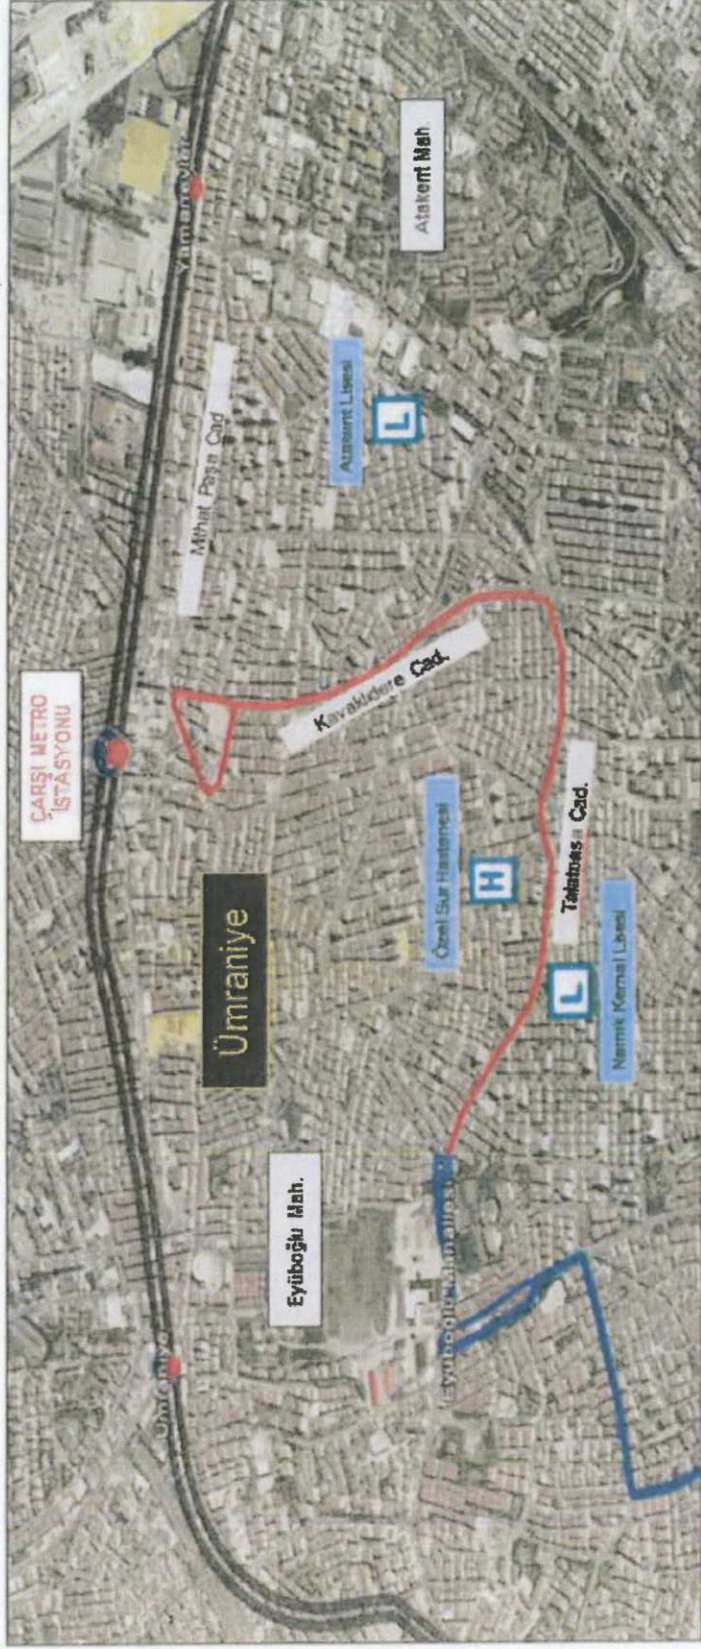 ÇARŞI METRO
İSTASYONU
Ümraniye
Yamanevler
Mithat Paşa Cad
Ümraniye
Atakent Mah
Atakent Lisesi
L
Kavaklıdere Cad.
Eyüboğlu Mah.
Özel Sur Hastanesi
H
Talatpaşa Cad.
L
Namık Kemal Lisesi